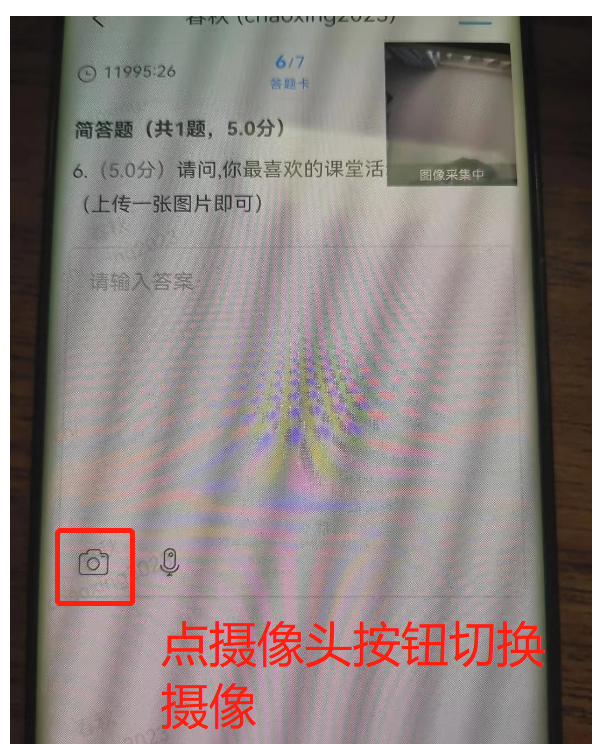 春秋 (chaoxing2023)
11995:26
6/7
答题卡
简答题（共1题，5.0分）
6.（5.0分）请问,你最喜欢的课堂活
（上传一张图片即可）
图像采集中
请输入答案
点摄像头按钮切换
摄像